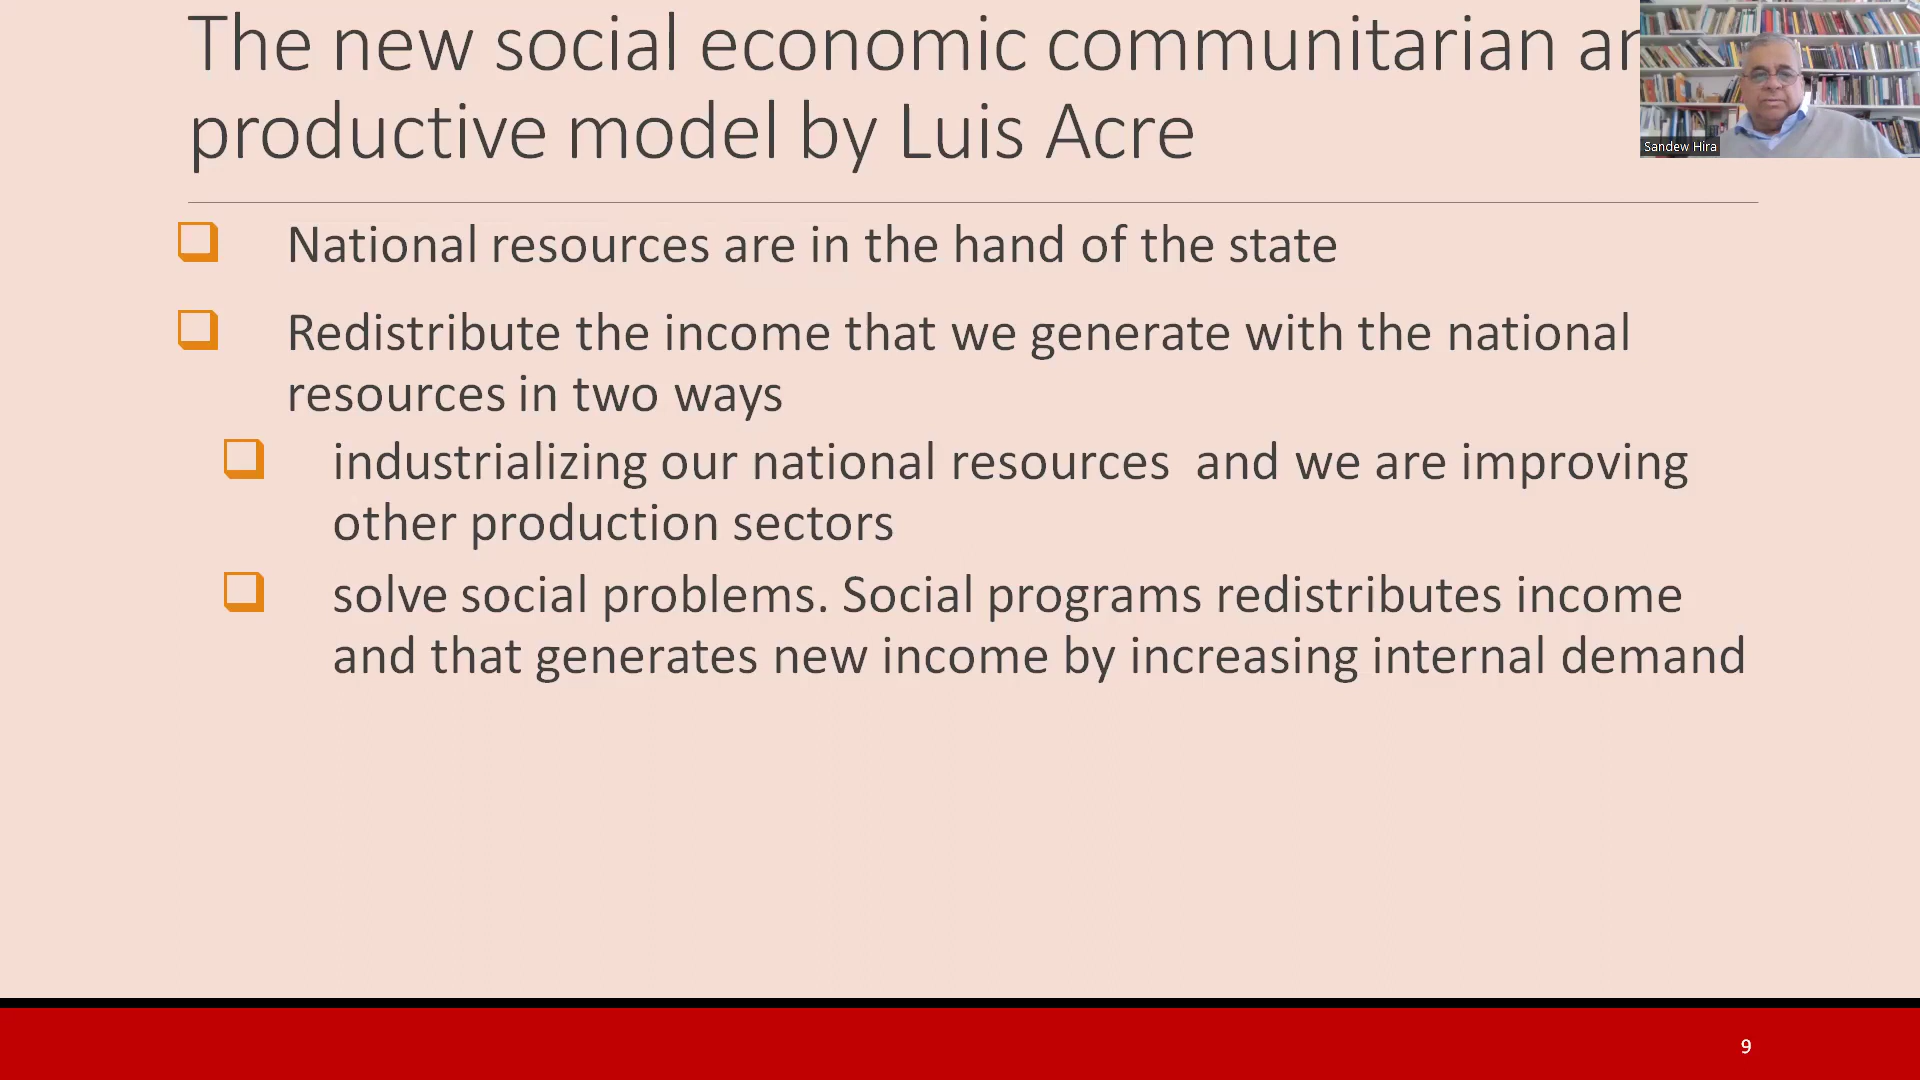 The new social economic communitarian
productive model by Luis Acre
Sandew Hira
National resources are in the hand of the state
Redistribute the income that we generate with the national
resources in two ways
industrializing our national resources and we are improving
other production sectors
solve social problems. Social programs redistributes income
and that generates new income by increasing internal demand
9